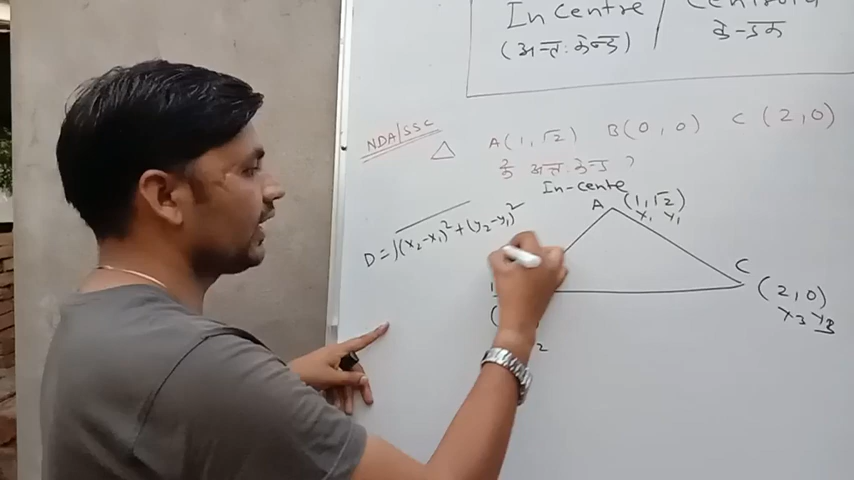 In Centre / Centroid
(अन्त: केन्द्र) के-न्द्रक
NDA/SSC △ A(1, √2) B(0, 0) C (2, 0)
के अन्त: केन्द्र ?
In-centre
A (1, √2)
x₁ y₁
D = √(x₂-x₁)² + (y₂-y₁)²
C
(2, 0)
x₃ y₃